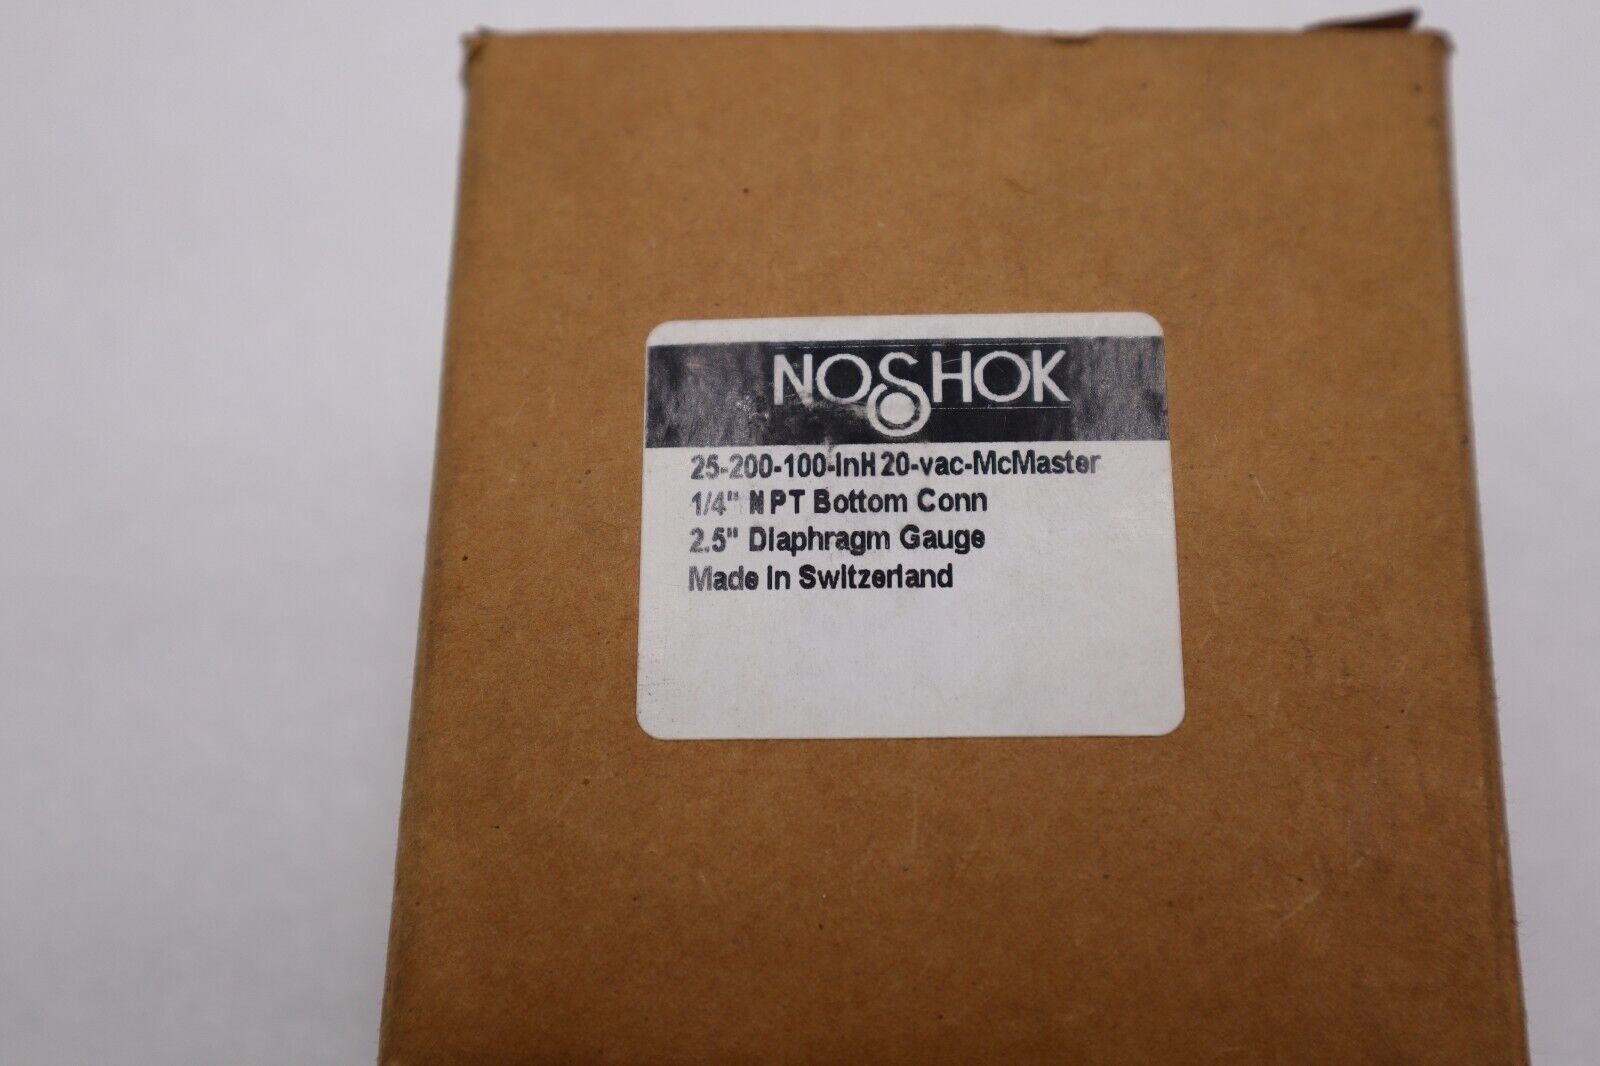 NOSHOK
25-200-100-inH20-vac-McMaster
1/4" NPT Bottom Conn
2.5" Diaphragm Gauge
Made in Switzerland